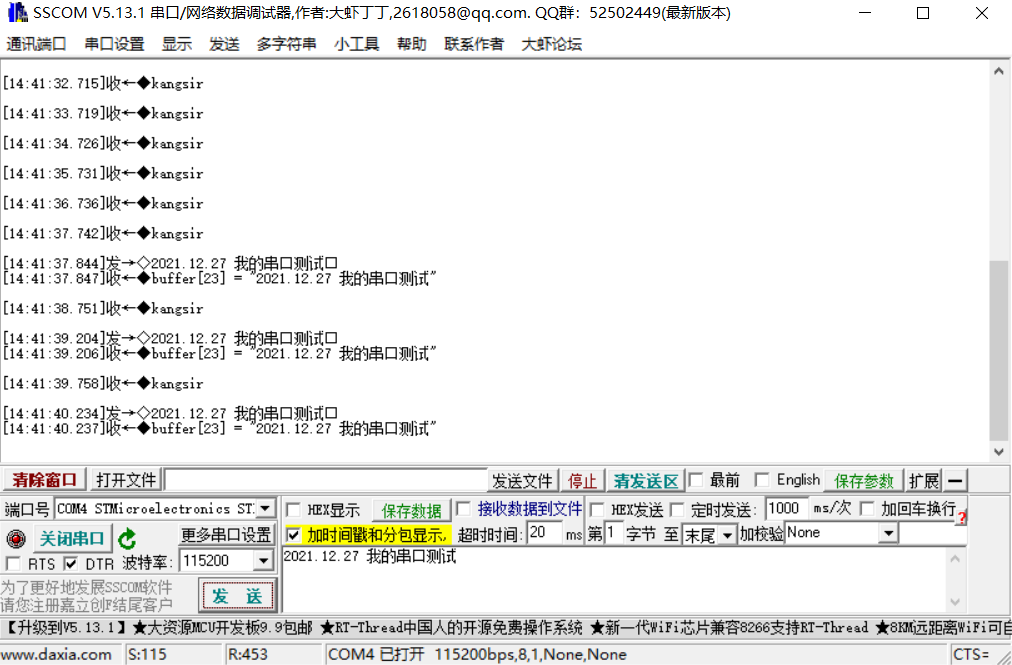 SSCOM V5.13.1 串口/网络数据调试器,作者:大虾丁丁,2618058@qq.com. QQ群：52502449(最新版本)
通讯端口 串口设置 显示 发送 多字符串 小工具 帮助 联系作者 大虾论坛
[14:41:32.715]收←◆kangsir
[14:41:33.719]收←◆kangsir
[14:41:34.726]收←◆kangsir
[14:41:35.731]收←◆kangsir
[14:41:36.736]收←◆kangsir
[14:41:37.742]收←◆kangsir
[14:41:37.844]发→◇2021.12.27 我的串口测试□
[14:41:37.847]收←◆buffer[23] = "2021.12.27 我的串口测试"
[14:41:38.751]收←◆kangsir
[14:41:39.204]发→◇2021.12.27 我的串口测试□
[14:41:39.206]收←◆buffer[23] = "2021.12.27 我的串口测试"
[14:41:39.758]收←◆kangsir
[14:41:40.234]发→◇2021.12.27 我的串口测试□
[14:41:40.237]收←◆buffer[23] = "2021.12.27 我的串口测试"
清除窗口 打开文件 发送文件 停止 清发送区 最前 English 保存参数 扩展 —
端口号 COM4 STMicroelectronics ST HEX显示 保存数据 接收数据到文件 HEX发送 定时发送: 1000 ms/次 加回车换行
关闭串口 更多串口设置 加时间戳和分包显示, 超时时间: 20 ms 第 1 字节 至 末尾 加校验 None
RTS DTR 波特率: 115200 2021.12.27 我的串口测试
为了更好地发展SSCOM软件
请您注册嘉立创F结尾客户
发 送
【升级到V5.13.1】★大资源MCU开发板9.9包邮 ★RT-Thread中国人的开源免费操作系统 ★新一代WiFi芯片兼容8266支持RT-Thread ★8KM远距离WiFi可自
www.daxia.com S:115 R:453 COM4 已打开 115200bps,8,1,None,None CTS=